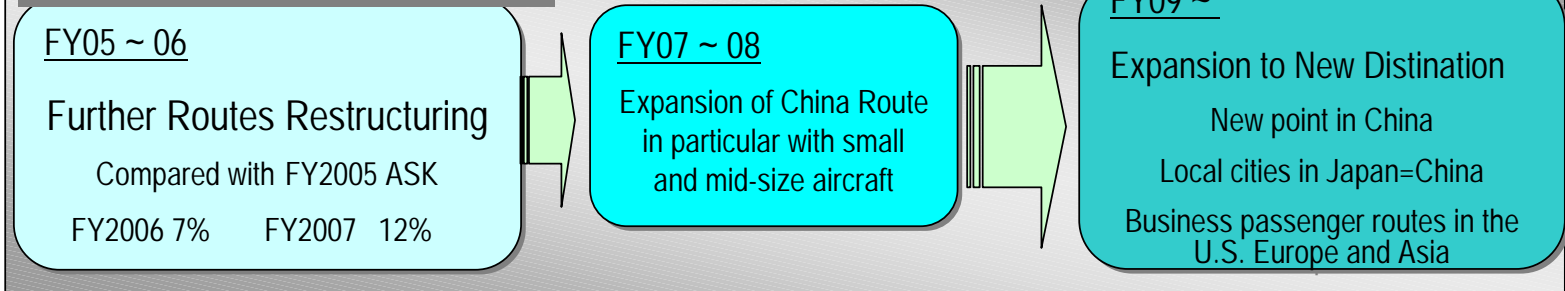 FY05 ~ 06
Further Routes Restructuring
Compared with FY2005 ASK
FY2006 7% FY2007 12%
FY07 ~ 08
Expansion of China Route
in particular with small
and mid-size aircraft
FY09 ~
Expansion to New Distination
New point in China
Local cities in Japan=China
Business passenger routes in the
U.S. Europe and Asia